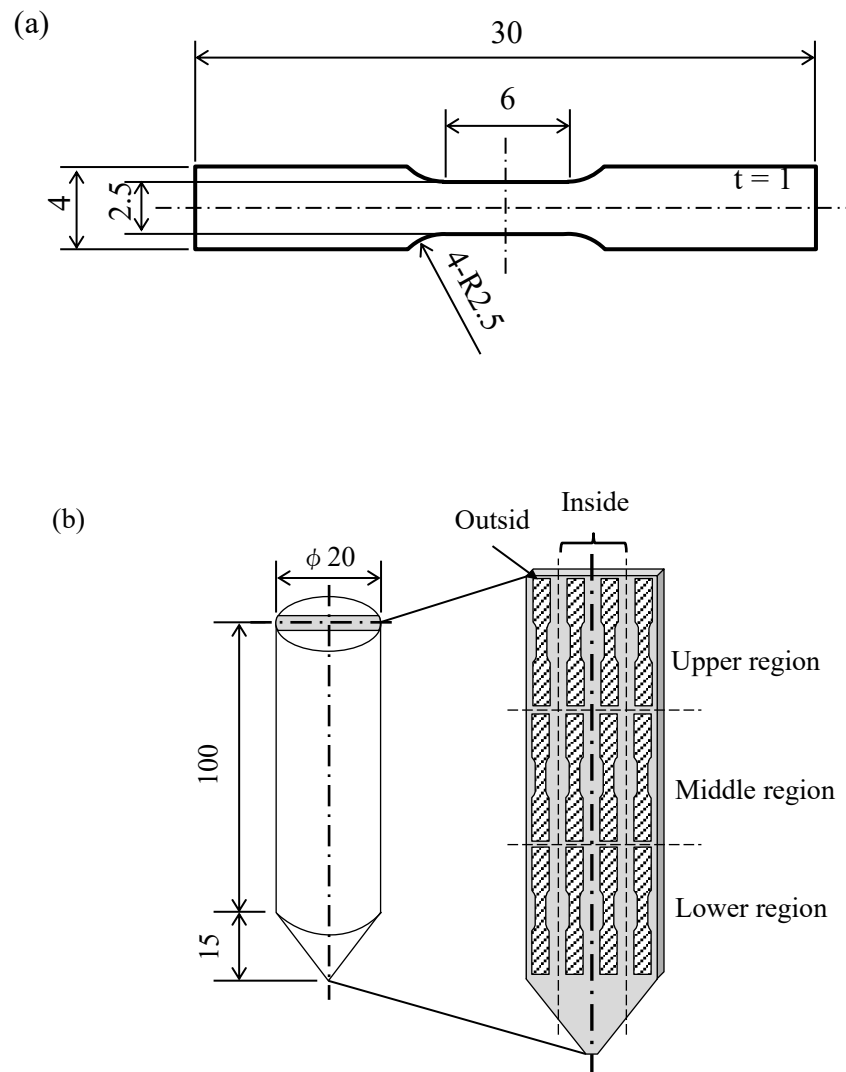 (a)
30
6
t = 1
4
2.5
4-R2.5
(b)
Inside
Outsid
ϕ 20
Upper region
100
Middle region
Lower region
15